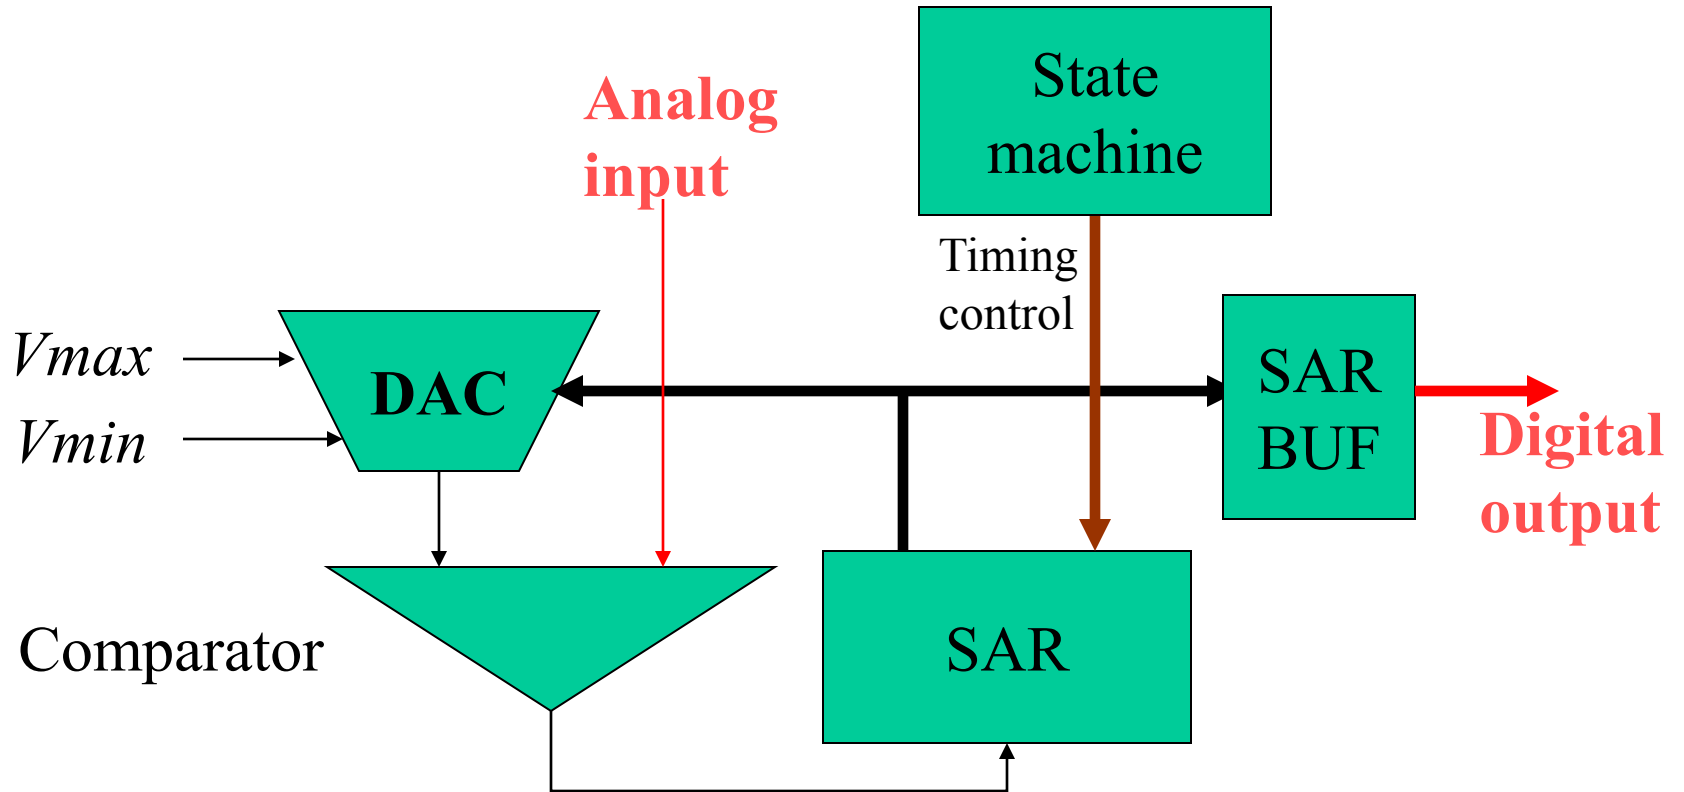 State
machine
Analog
input
Timing
control
Vmax
Vmin
DAC
SAR
BUF
Digital
output
Comparator
SAR